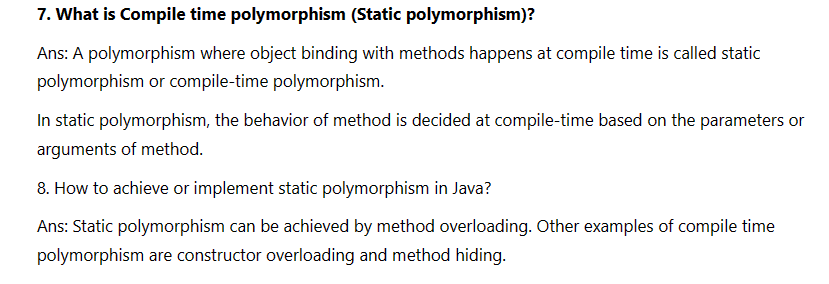 7. What is Compile time polymorphism (Static polymorphism)?
Ans: A polymorphism where object binding with methods happens at compile time is called static
polymorphism or compile-time polymorphism.
In static polymorphism, the behavior of method is decided at compile-time based on the parameters or
arguments of method.
8. How to achieve or implement static polymorphism in Java?
Ans: Static polymorphism can be achieved by method overloading. Other examples of compile time
polymorphism are constructor overloading and method hiding.